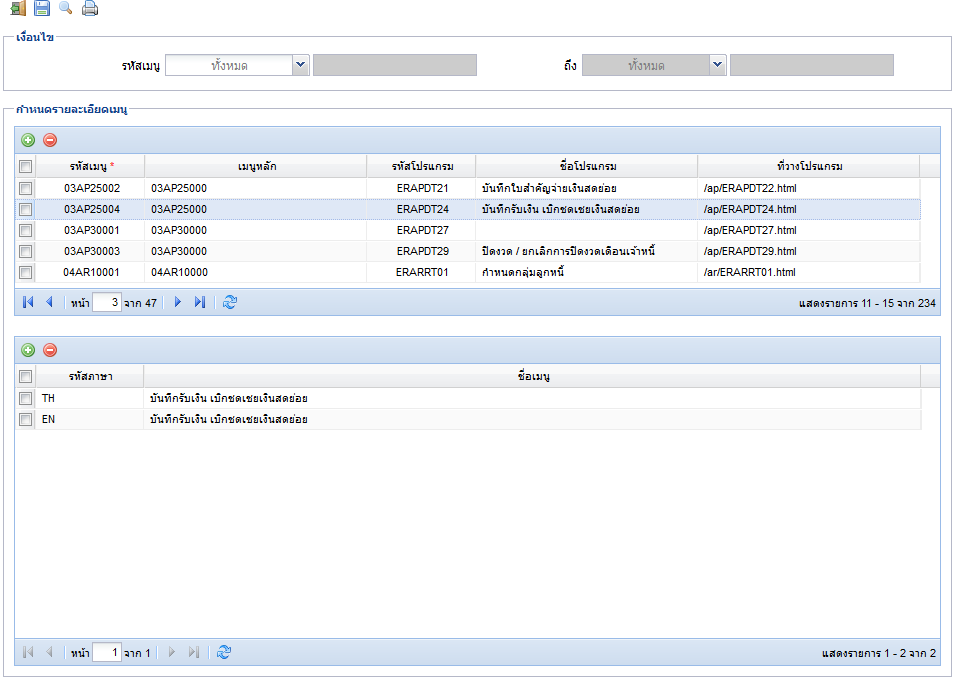 เงื่อนไข
รหัสเมนู ทั้งหมด ถึง ทั้งหมด
กำหนดรายละเอียดเมนู
รหัสเมนู * เมนูหลัก รหัสโปรแกรม ชื่อโปรแกรม ที่วางโปรแกรม
03AP25002 03AP25000 ERAPDT21 บันทึกใบสำคัญจ่ายเงินสดย่อย /ap/ERAPDT22.html
03AP25004 03AP25000 ERAPDT24 บันทึกรับเงิน เบิกชดเชยเงินสดย่อย /ap/ERAPDT24.html
03AP30001 03AP30000 ERAPDT27 /ap/ERAPDT27.html
03AP30003 03AP30000 ERAPDT29 ปิดงวด / ยกเลิกการปิดงวดเดือนเจ้าหนี้ /ap/ERAPDT29.html
04AR10001 04AR10000 ERARRT01 กำหนดกลุ่มลูกหนี้ /ar/ERARRT01.html
หน้า 3 จาก 47 แสดงรายการ 11 - 15 จาก 234
รหัสภาษา ชื่อเมนู
TH บันทึกรับเงิน เบิกชดเชยเงินสดย่อย
EN บันทึกรับเงิน เบิกชดเชยเงินสดย่อย
หน้า 1 จาก 1 แสดงรายการ 1 - 2 จาก 2